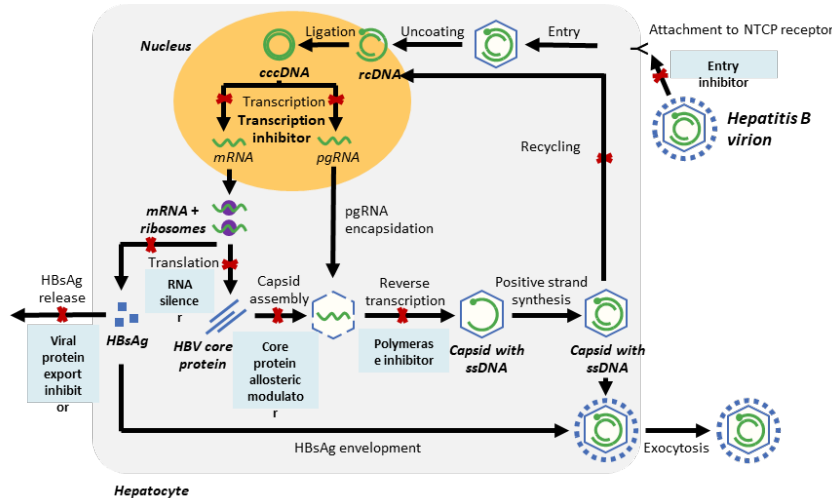 Nucleus
Ligation
Uncoating
Entry
Attachment to NTCP receptor
cccDNA
rcDNA
Entry
inhibitor
Transcription
Transcription
inhibitor
Hepatitis B
virion
mRNA
pgRNA
Recycling
mRNA +
ribosomes
pgRNA
encapsidation
Translation
HBsAg
release
RNA
silence
r
Capsid
assembly
Reverse
transcription
Positive strand
synthesis
HBsAg
HBV core
protein
Viral
protein
export
inhibit
or
Core
protein
allosteric
modulato
r
Polymeras
e inhibitor
Capsid with
ssDNA
Capsid with
ssDNA
HBsAg envelopment
Exocytosis
Hepatocyte